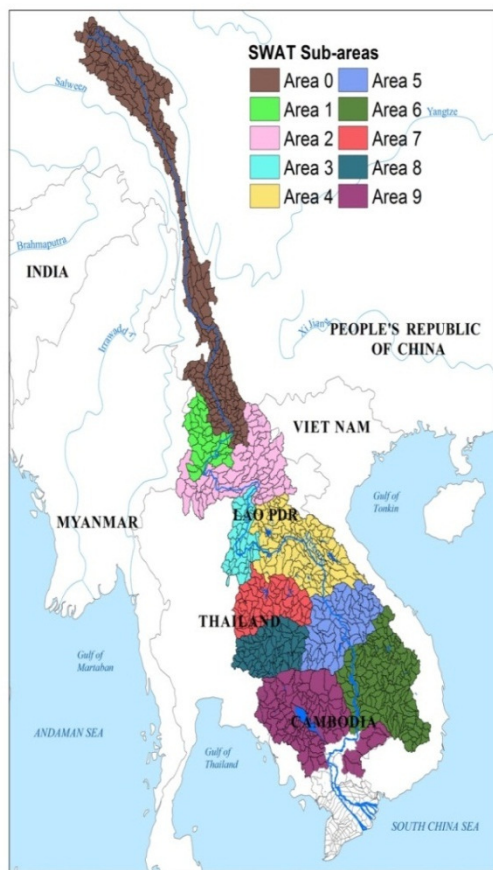 SWAT Sub-areas
Area 0
Area 1
Area 2
Area 3
Area 4
Area 5
Area 6
Area 7
Area 8
Area 9
Salween
Yangtze
Brahmaputra
INDIA
Irrawaddy
Xi Jiang
PEOPLE'S REPUBLIC
OF CHINA
VIET NAM
Gulf of
Tonkin
MYANMAR
LAO PDR
THAILAND
Gulf of
Martaban
CAMBODIA
ANDAMAN SEA
Gulf of
Thailand
SOUTH CHINA SEA